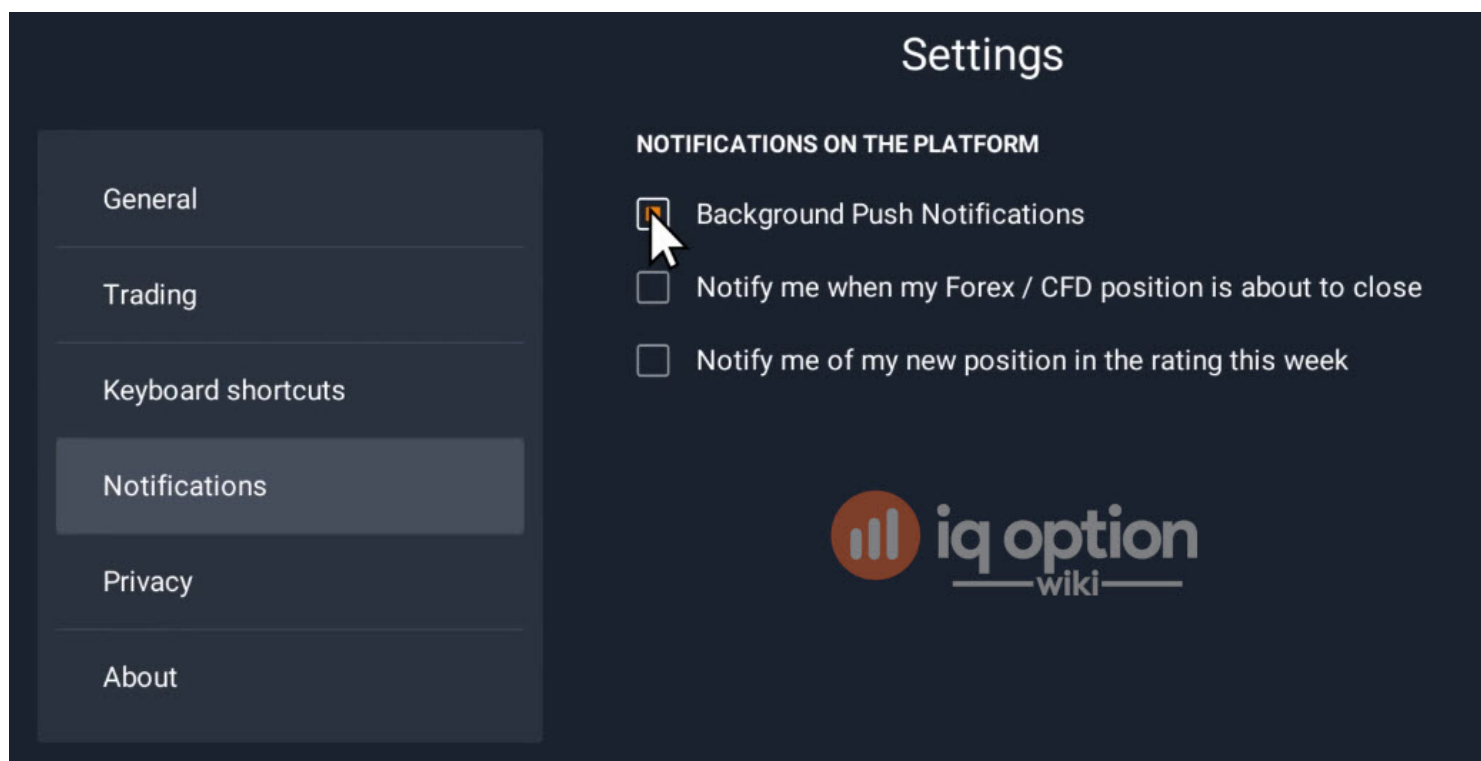 Settings
General
Trading
Keyboard shortcuts
Notifications
Privacy
About
NOTIFICATIONS ON THE PLATFORM
Background Push Notifications
Notify me when my Forex / CFD position is about to close
Notify me of my new position in the rating this week
iq option
wiki